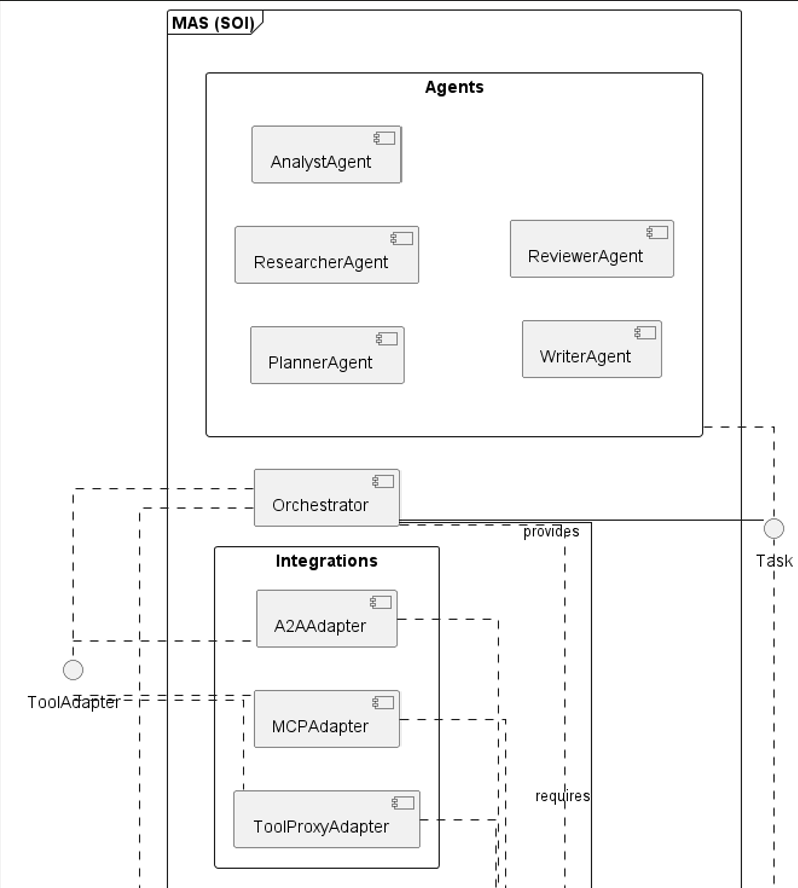 MAS (SOI)
Agents
AnalystAgent
ResearcherAgent
ReviewerAgent
PlannerAgent
WriterAgent
Orchestrator
provides
Task
Integrations
A2AAdapter
ToolAdapter
MCPAdapter
requires
ToolProxyAdapter